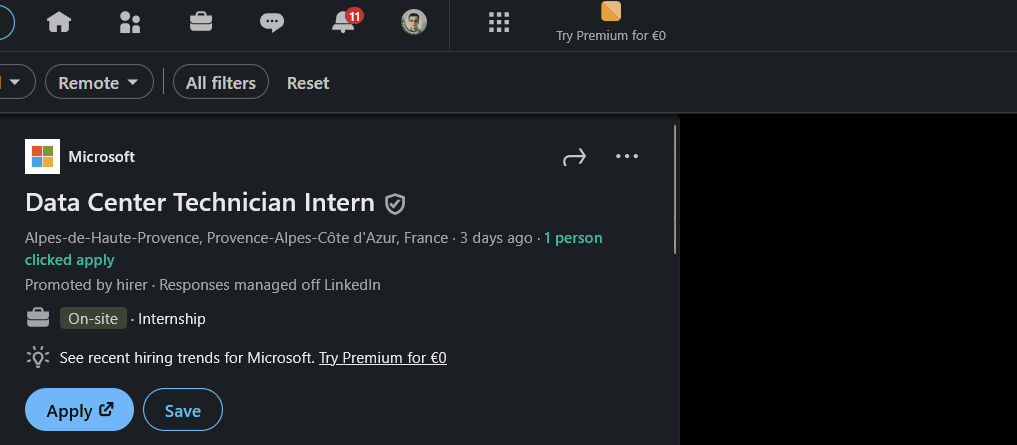 11
Try Premium for €0
Remote
All filters
Reset
Microsoft
Data Center Technician Intern
Alpes-de-Haute-Provence, Provence-Alpes-Côte d'Azur, France · 3 days ago · 1 person
clicked apply
Promoted by hirer · Responses managed off LinkedIn
On-site · Internship
See recent hiring trends for Microsoft. Try Premium for €0
Apply
Save